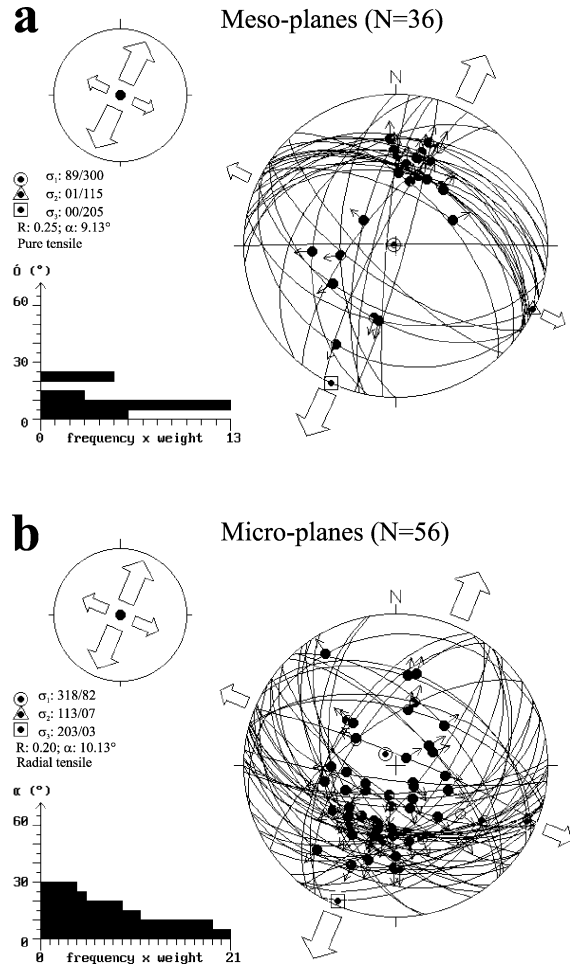 a
Meso-planes (N=36)
N
σ₁: 89/300
σ₂: 01/115
σ₃: 00/205
R: 0.25; α: 9.13°
Pure tensile
Ó (°)
60
30
0
0 frequency x weight 13
b
Micro-planes (N=56)
N
σ₁: 318/82
σ₂: 113/07
σ₃: 203/03
R: 0.20; α: 10.13°
Radial tensile
α (°)
60
30
0
0 frequency x weight 21